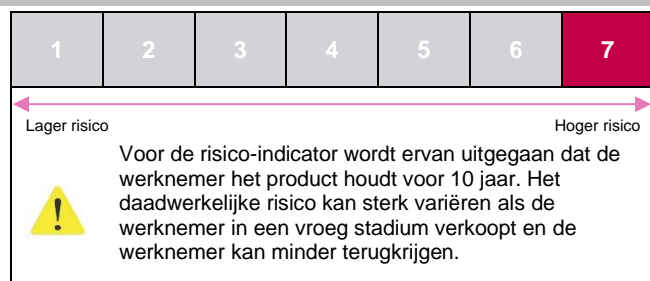 1 2 3 4 5 6 7
Lager risico Hoger risico
Voor de risico-indicator wordt ervan uitgegaan dat de
werknemer het product houdt voor 10 jaar. Het
daadwerkelijke risico kan sterk variëren als de
werknemer in een vroeg stadium verkoopt en de
werknemer kan minder terugkrijgen.